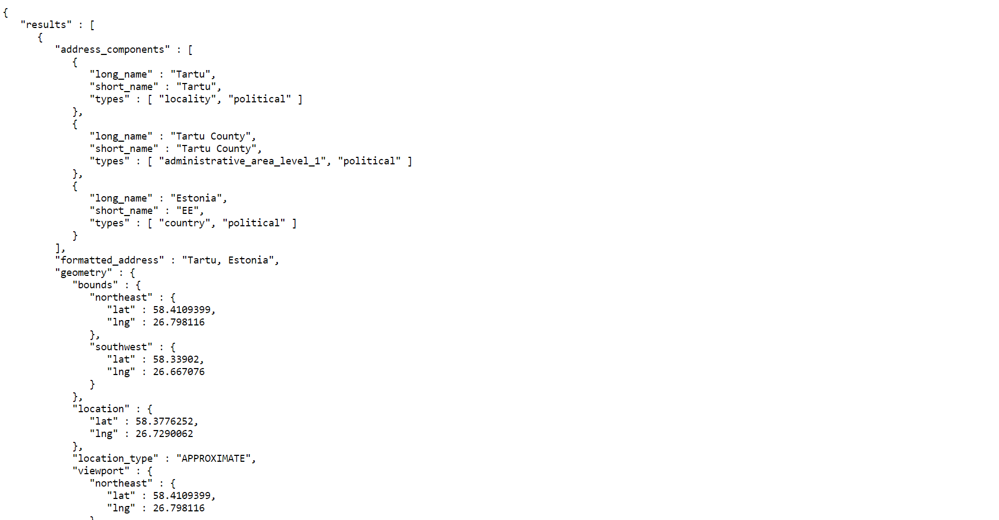 {
   "results" : [
      {
         "address_components" : [
            {
               "long_name" : "Tartu",
               "short_name" : "Tartu",
               "types" : [ "locality", "political" ]
            },
            {
               "long_name" : "Tartu County",
               "short_name" : "Tartu County",
               "types" : [ "administrative_area_level_1", "political" ]
            },
            {
               "long_name" : "Estonia",
               "short_name" : "EE",
               "types" : [ "country", "political" ]
            }
         ],
         "formatted_address" : "Tartu, Estonia",
         "geometry" : {
            "bounds" : {
               "northeast" : {
                  "lat" : 58.4109399,
                  "lng" : 26.798116
               },
               "southwest" : {
                  "lat" : 58.33902,
                  "lng" : 26.667076
               }
            },
            "location" : {
               "lat" : 58.3776252,
               "lng" : 26.7290062
            },
            "location_type" : "APPROXIMATE",
            "viewport" : {
               "northeast" : {
                  "lat" : 58.4109399,
                  "lng" : 26.798116